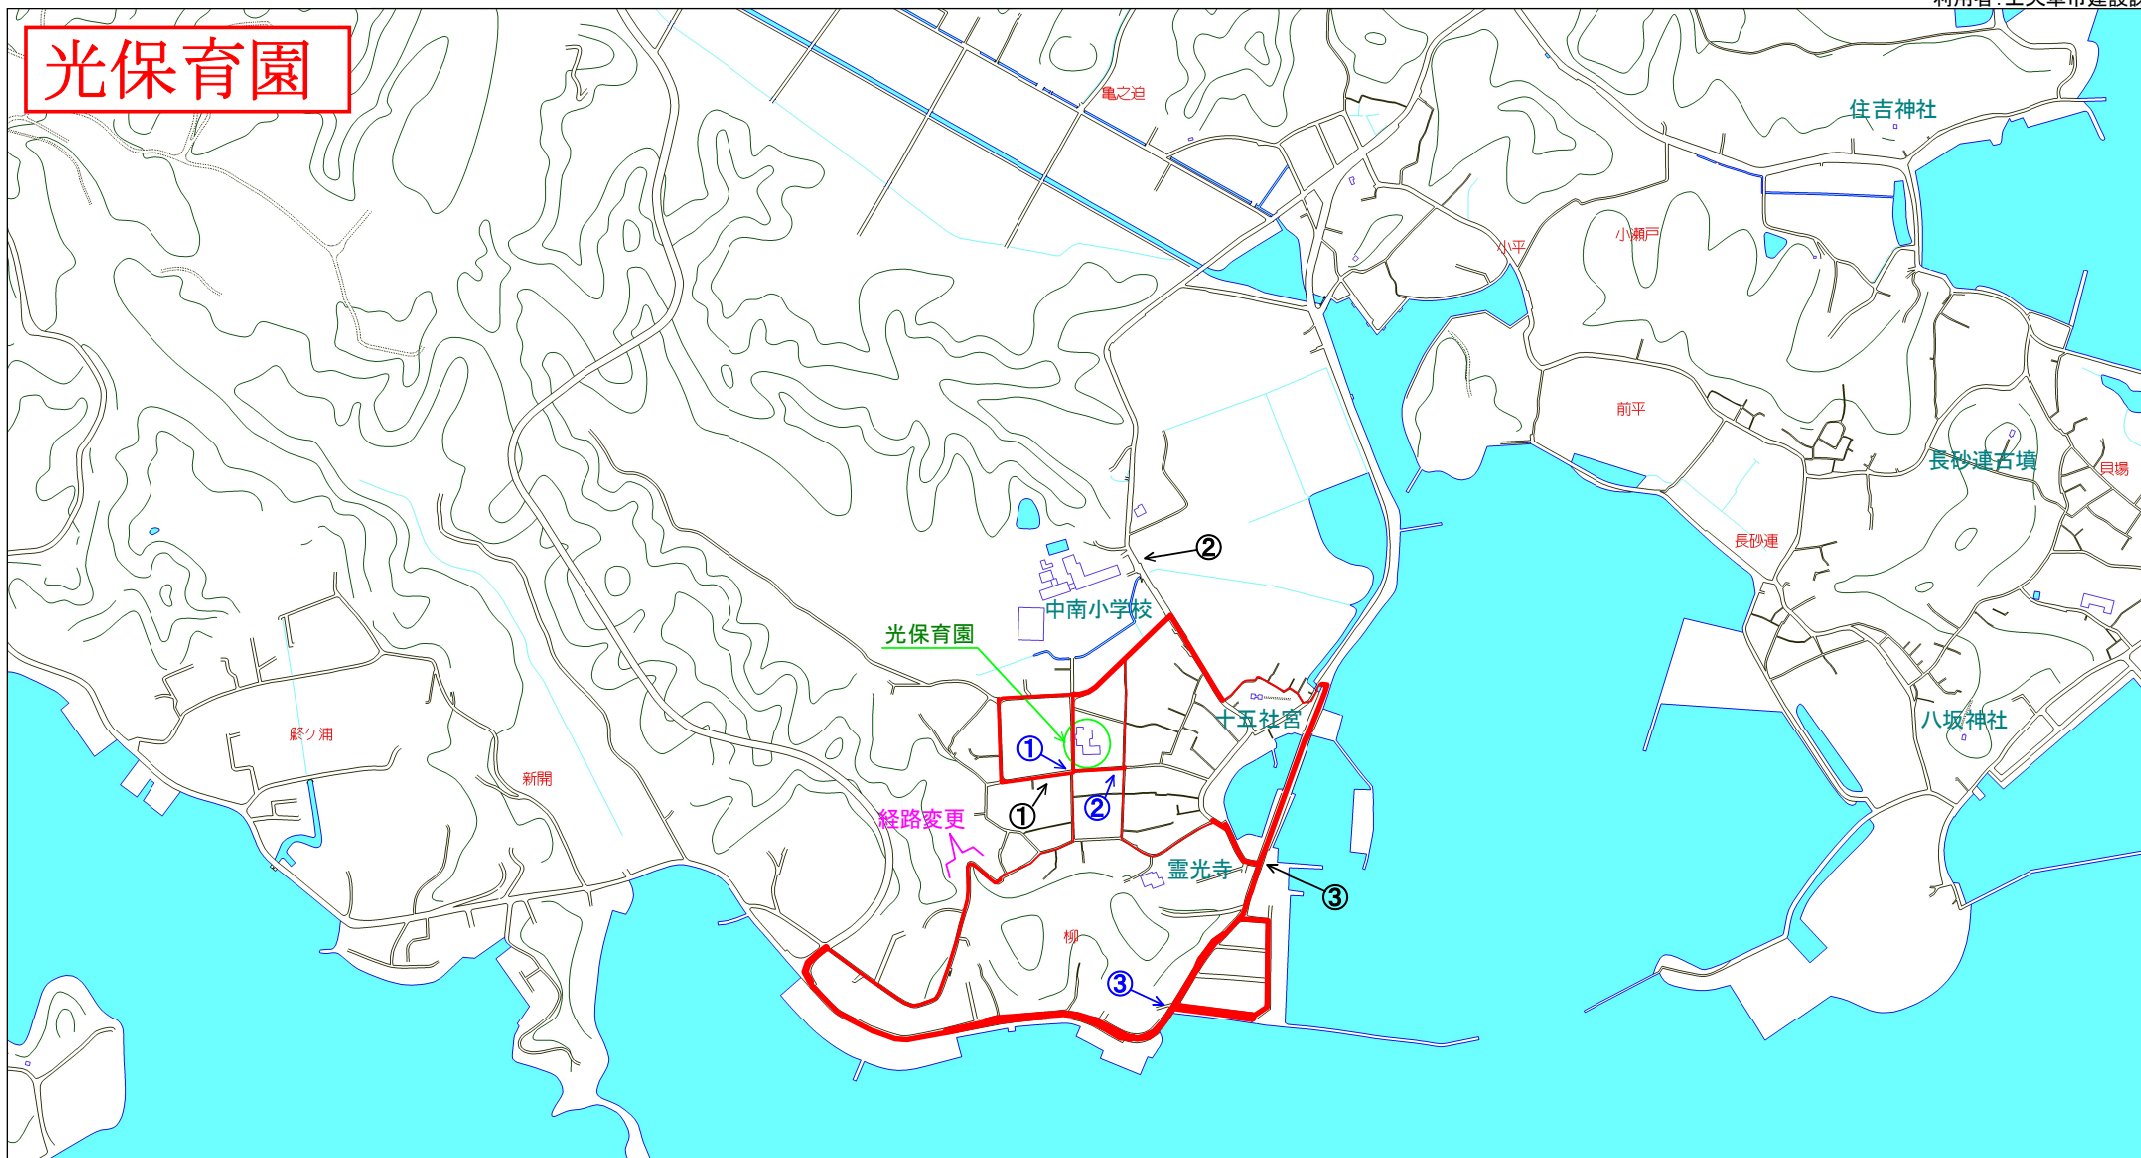 光保育園
亀之迫
住吉神社
小平
小瀬戸
前平
長砂連古墳
貝場
長砂連
②
中南小学校
光保育園
十五社宮
八坂神社
終り浦
新開
①
①
②
経路変更
霊光寺
③
柳
③